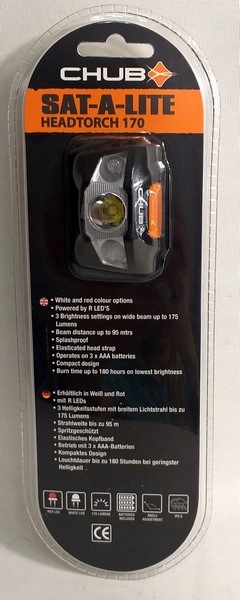 CHUB
SAT-A-LITE
HEADTORCH 170
CHUB
• White and red colour options
• Powered by R LED'S
• 3 Brightness settings on wide beam up to 175
Lumens
• Beam distance up to 95 mtrs
• Splashproof
• Elasticated head strap
• Operates on 3 x AAA batteries
• Compact design
• Burn time up to 180 hours on lowest brightness
• Erhältlich in Weiß und Rot
• mit R LEDs
• 3 Helligkeitsstufen mit breitem Lichtstrahl bis zu
175 Lumens
• Strahlweite bis zu 95 m
• Spritzgeschützt
• Elastisches Kopfband
• Betrieb mit 3 x AAA-Batterien
• Kompaktes Design
• Leuchtdauer bis zu 180 Stunden bei geringster
Helligkeit
RED LED
WHITE LED
175 LUMENS
BATTERIES
INCLUDED
ANGLE
ADJUSTMENT
CE